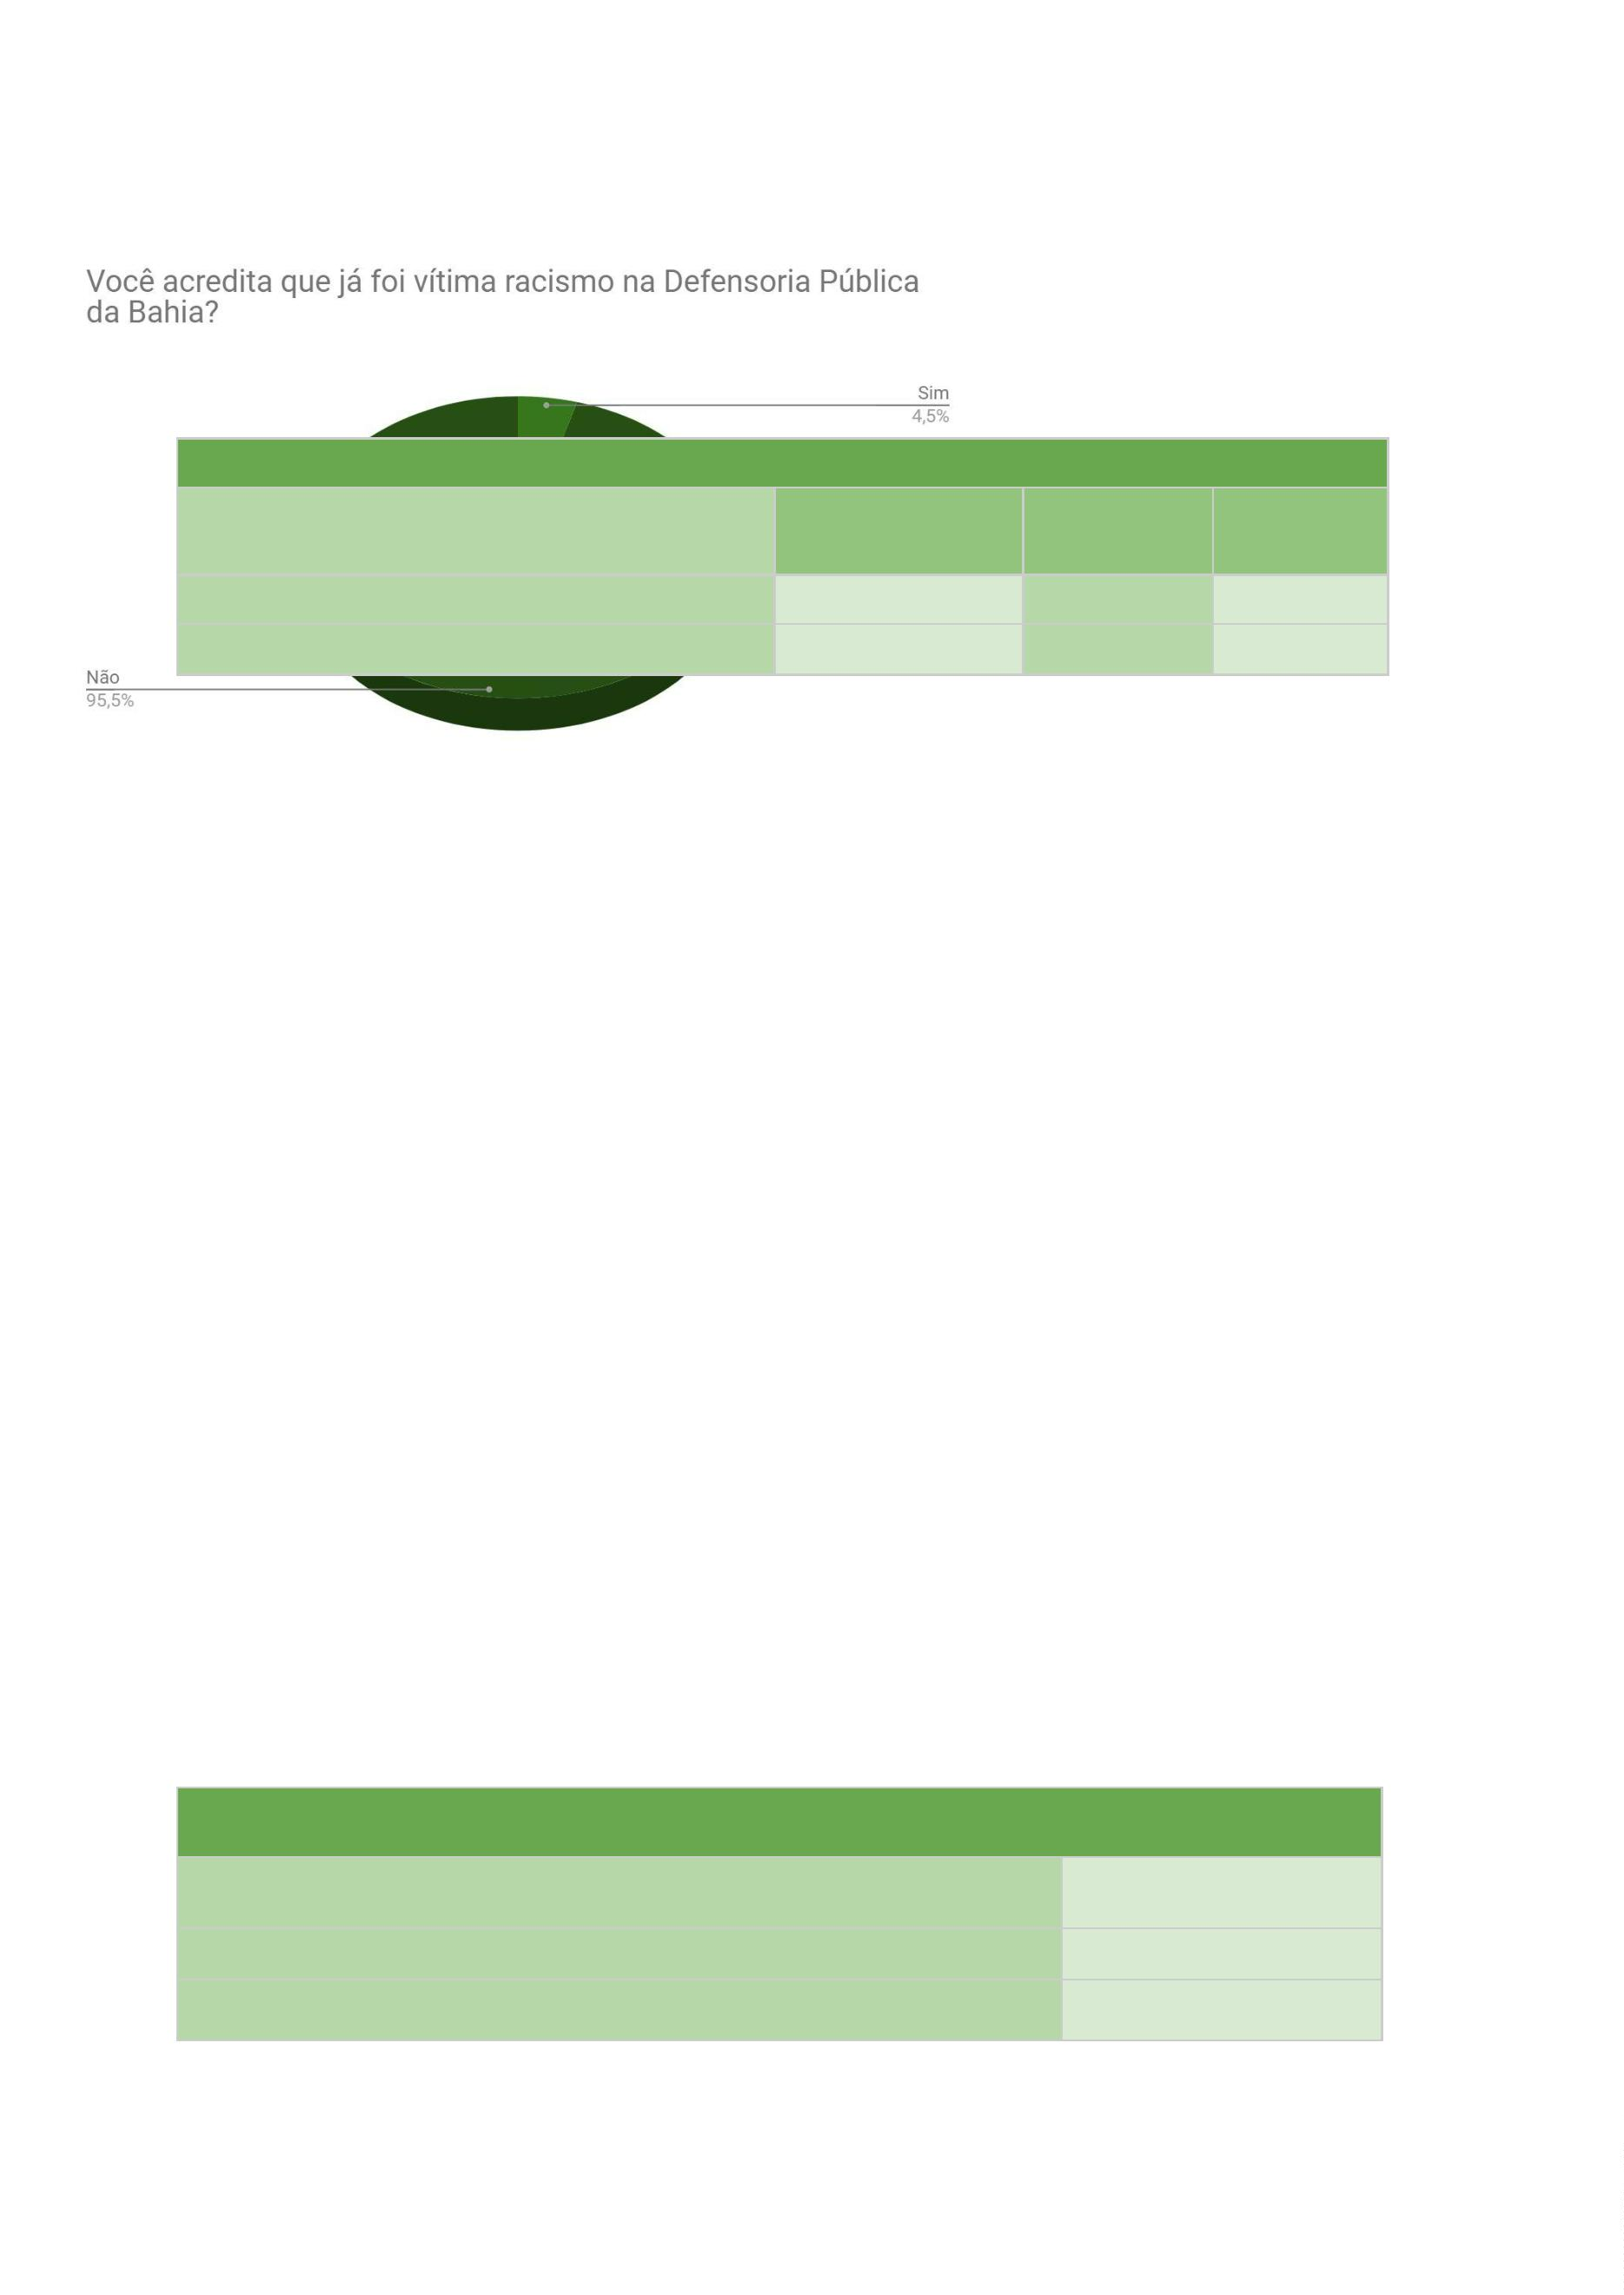 Você acredita que já foi vítima racismo na Defensoria Pública
da Bahia?
Sim
4,5%
Não
95,5%